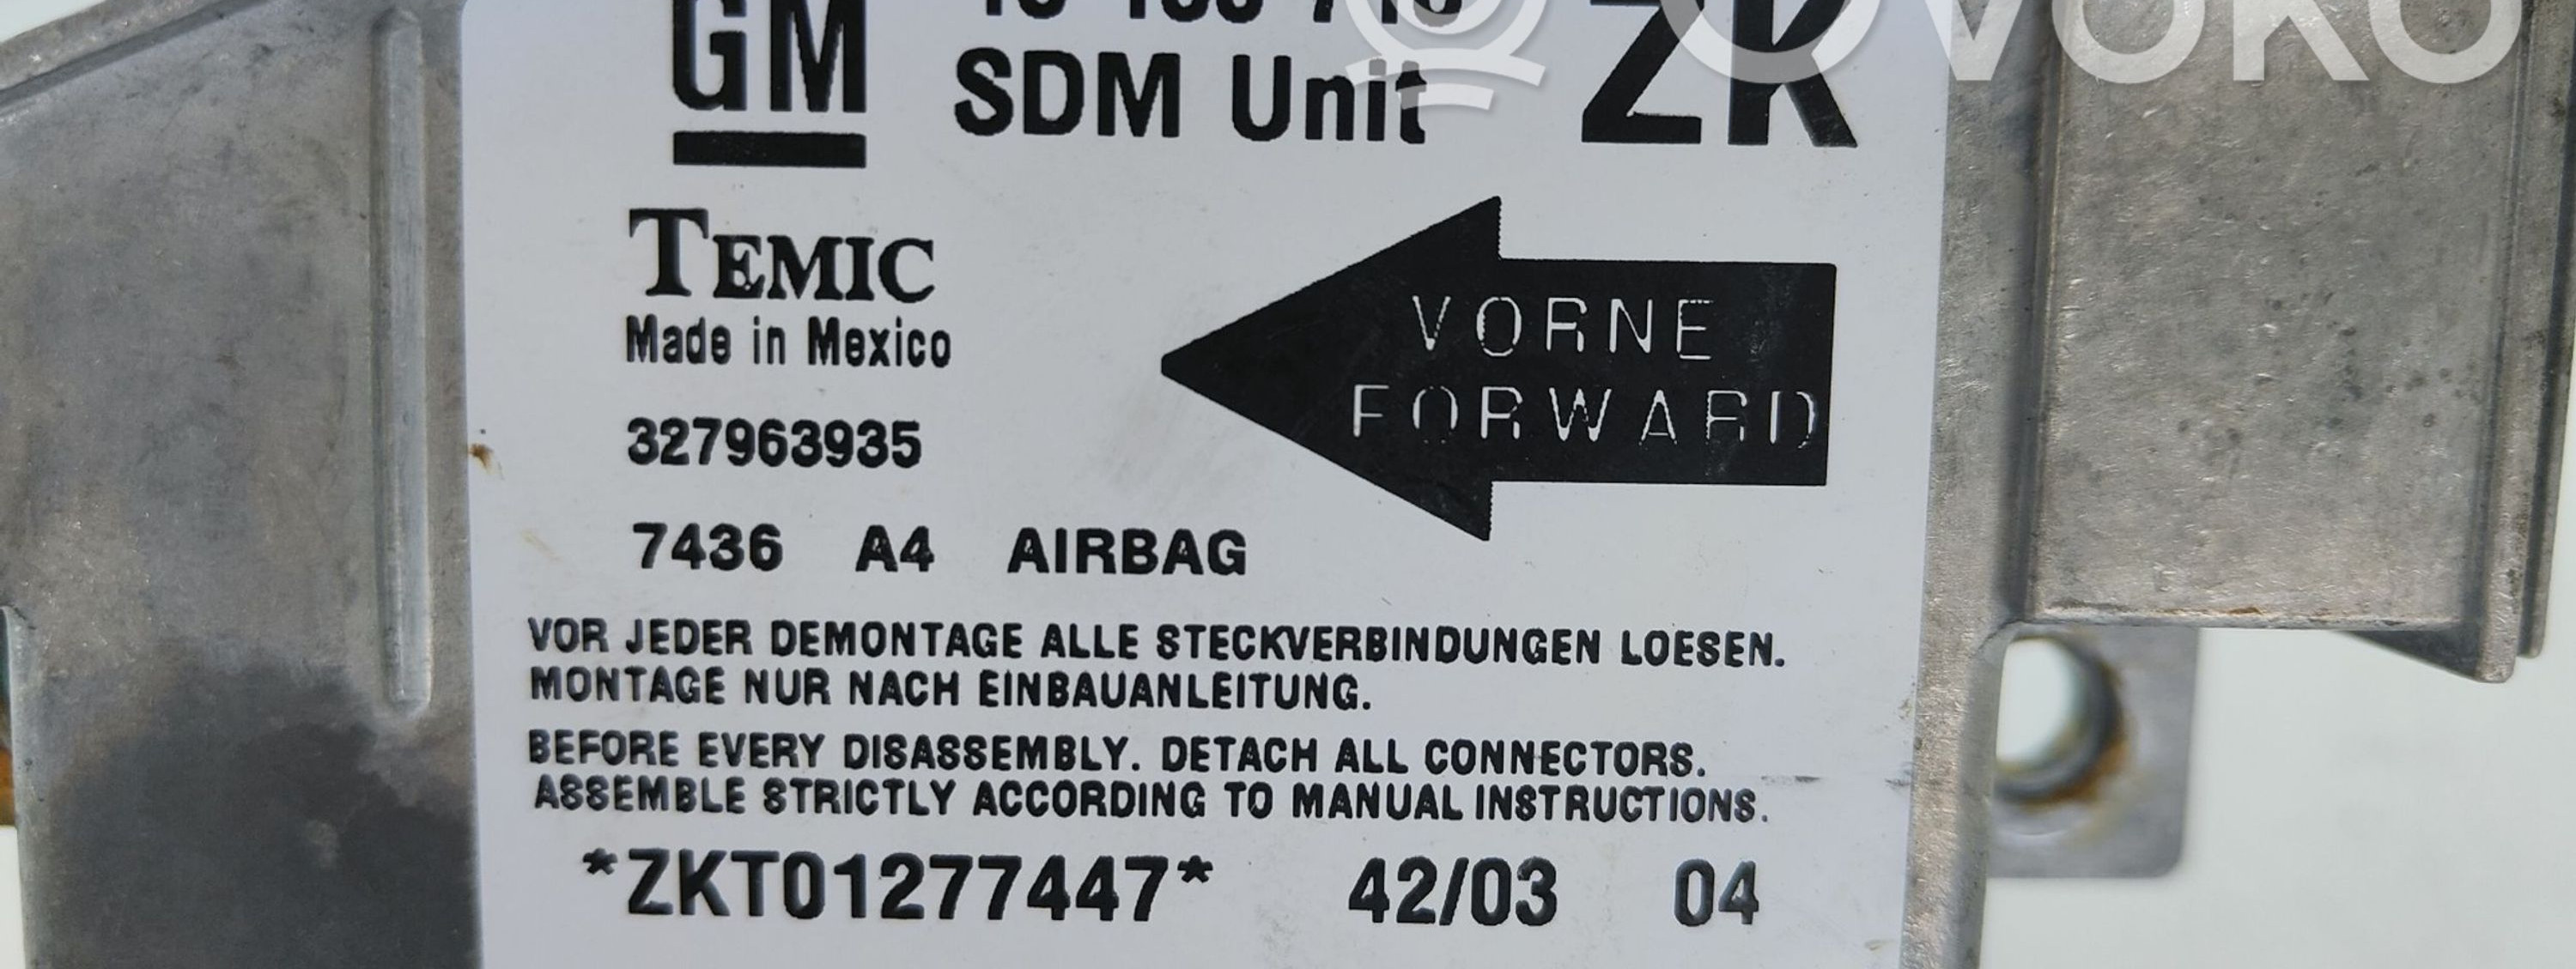 GM
SDM Unit
ZK
OVOKO
TEMIC
Made in Mexico
VORNE
FORWARD
327963935
7436 A4 AIRBAG
VOR JEDER DEMONTAGE ALLE STECKVERBINDUNGEN LOESEN.
MONTAGE NUR NACH EINBAUANLEITUNG.
BEFORE EVERY DISASSEMBLY. DETACH ALL CONNECTORS.
ASSEMBLE STRICTLY ACCORDING TO MANUAL INSTRUCTIONS.
*ZKT01277447* 42/03 04